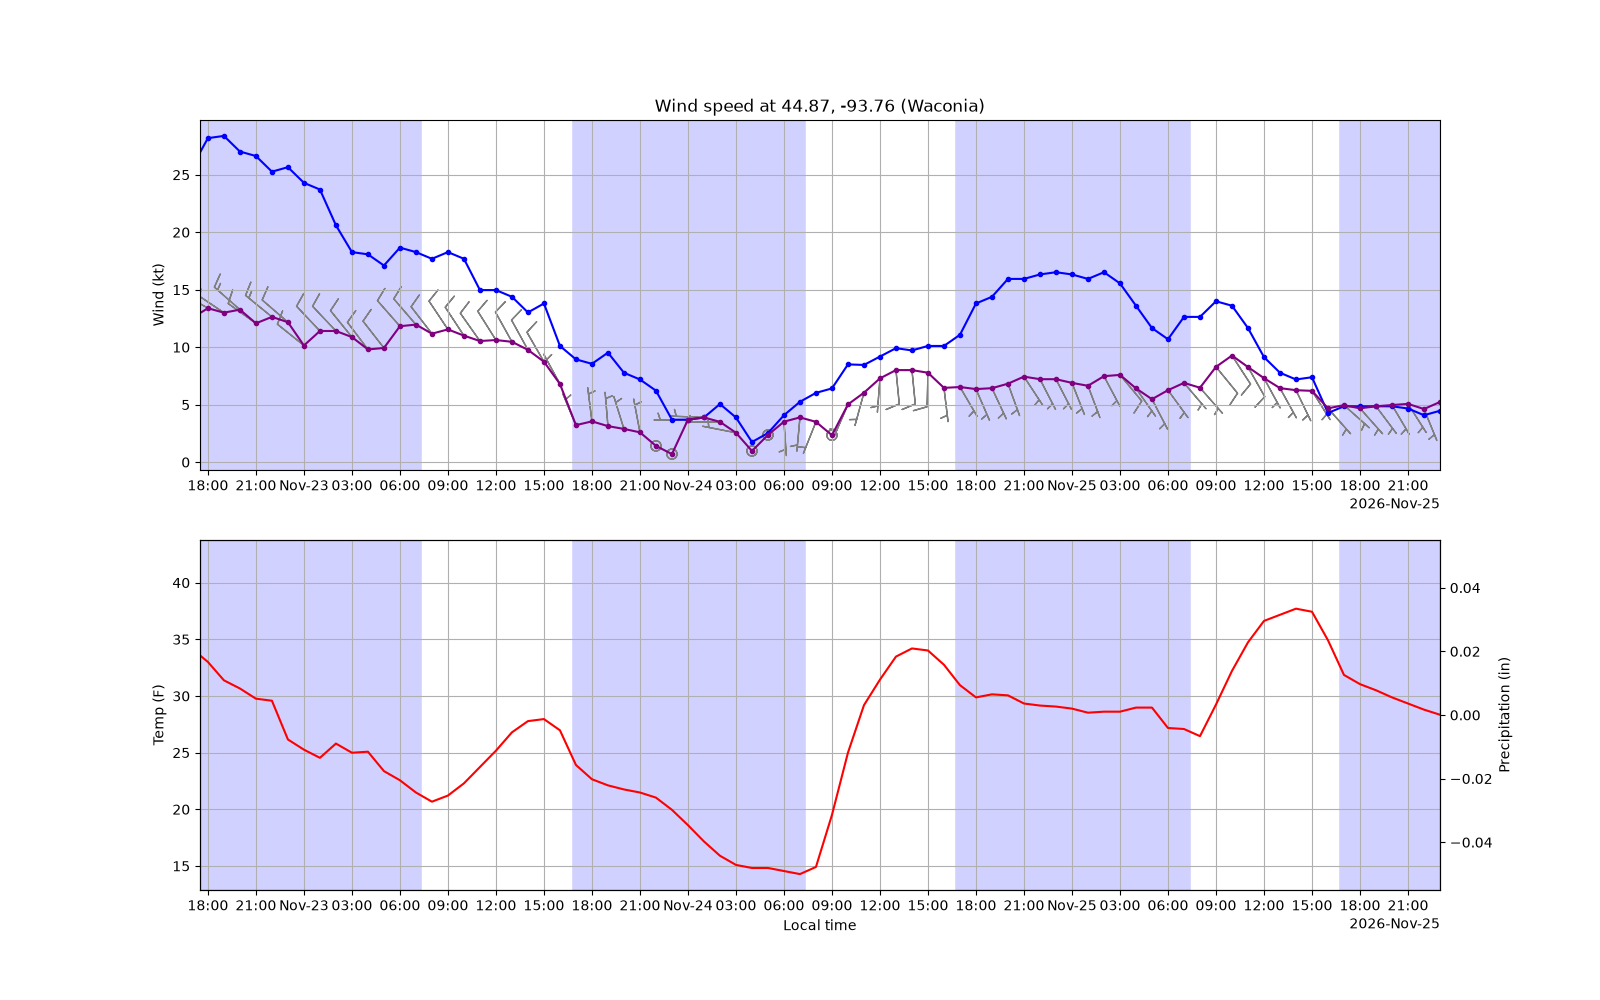 Wind speed at 44.87, -93.76 (Waconia)
Wind (kt)
25
20
15
10
5
0
18:00 21:00 Nov-23 03:00 06:00 09:00 12:00 15:00 18:00 21:00 Nov-24 03:00 06:00 09:00 12:00 15:00 18:00 21:00 Nov-25 03:00 06:00 09:00 12:00 15:00 18:00 21:00
2026-Nov-25
Temp (F)
40
35
30
25
20
15
0.04
0.02
0.00
−0.02
−0.04
Precipitation (in)
18:00 21:00 Nov-23 03:00 06:00 09:00 12:00 15:00 18:00 21:00 Nov-24 03:00 06:00 09:00 12:00 15:00 18:00 21:00 Nov-25 03:00 06:00 09:00 12:00 15:00 18:00 21:00
2026-Nov-25
Local time